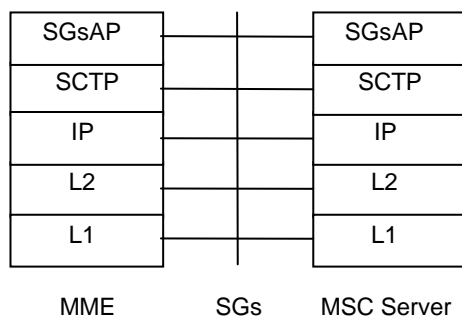 SGsAP SGsAP
SCTP SCTP
IP IP
L2 L2
L1 L1
MME SGs MSC Server